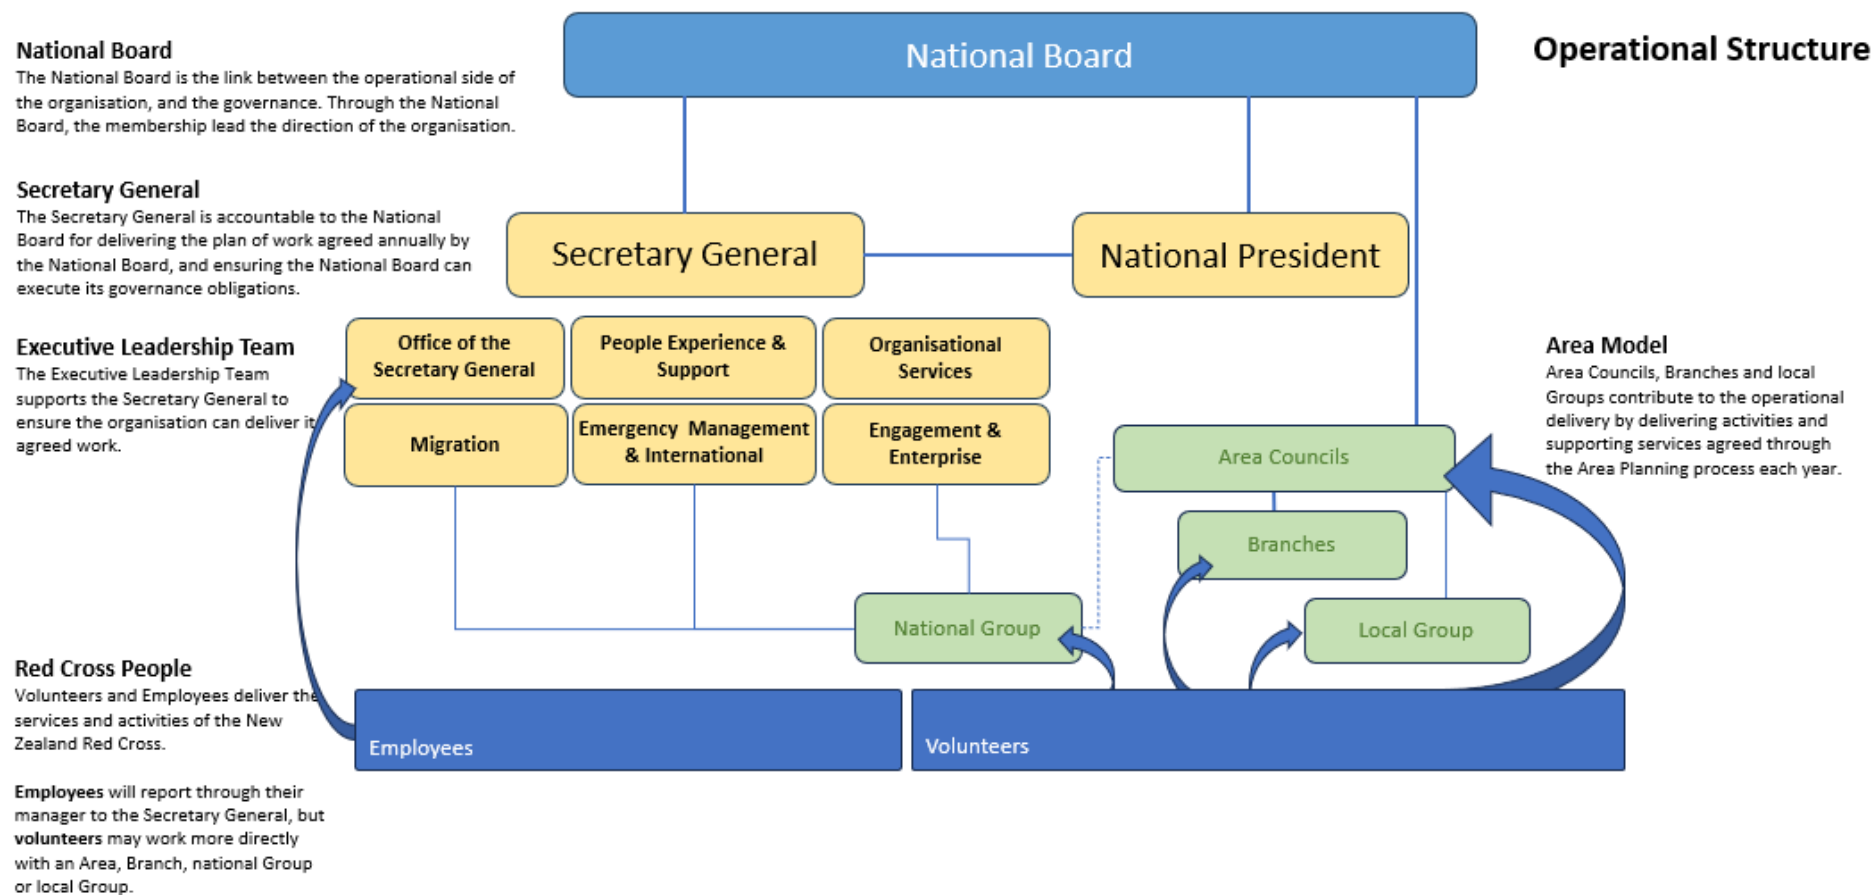 National Board
Operational Structure
National Board
The National Board is the link between the operational side of
the organisation, and the governance. Through the National
Board, the membership lead the direction of the organisation.
Secretary General
The Secretary General is accountable to the National
Board for delivering the plan of work agreed annually by
the National Board, and ensuring the National Board can
execute its governance obligations.
Secretary General
National President
Executive Leadership Team
The Executive Leadership Team
supports the Secretary General to
ensure the organisation can deliver it
agreed work.
Office of the
Secretary General
People Experience &
Support
Organisational
Services
Migration
Emergency Management
& International
Engagement &
Enterprise
Area Model
Area Councils, Branches and local
Groups contribute to the operational
delivery by delivering activities and
supporting services agreed through
the Area Planning process each year.
Area Councils
Branches
National Group
Local Group
Red Cross People
Volunteers and Employees deliver the
services and activities of the New
Zealand Red Cross.
Employees
Volunteers
Employees will report through their
manager to the Secretary General, but
volunteers may work more directly
with an Area, Branch, national Group
or local Group.